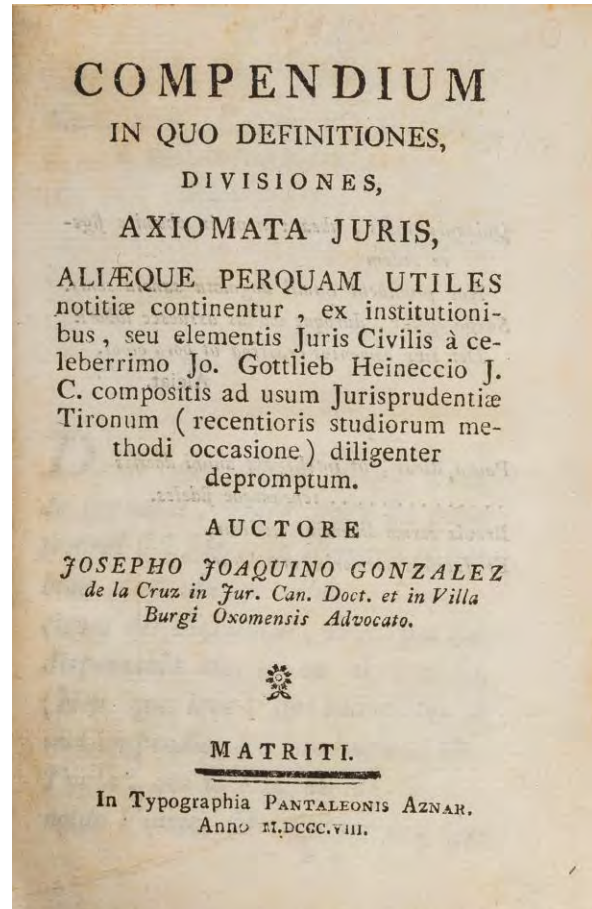 COMPENDIUM
IN QUO DEFINITIONES,
DIVISIONES,
AXIOMATA JURIS,
ALIÆQUE PERQUAM UTILES
notitiæ continentur , ex institutioni-
bus , seu elementis Juris Civilis à ce-
leberrimo Jo. Gottlieb Heineccio J.
C. compositis ad usum Jurisprudentiæ
Tironum ( recentioris studiorum me-
thodi occasione ) diligenter
depromptum.
AUCTORE
JOSEPHO JOAQUINO GONZALEZ
de la Cruz in Jur. Can. Doct. et in Villa
Burgi Oxomensis Advocato.
MATRITI.
In Typographia PANTALEONIS AZNAR.
Anno M.DCCC.VIII.